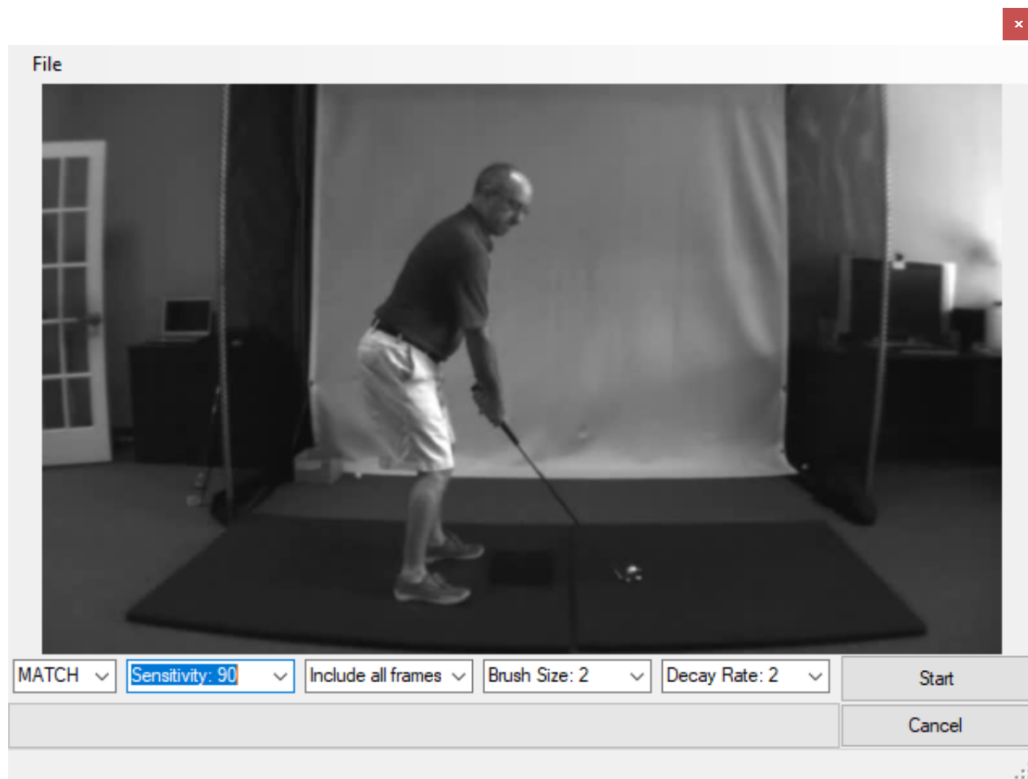 File
MATCH
Sensitivity: 90
Include all frames
Brush Size: 2
Decay Rate: 2
Start
Cancel